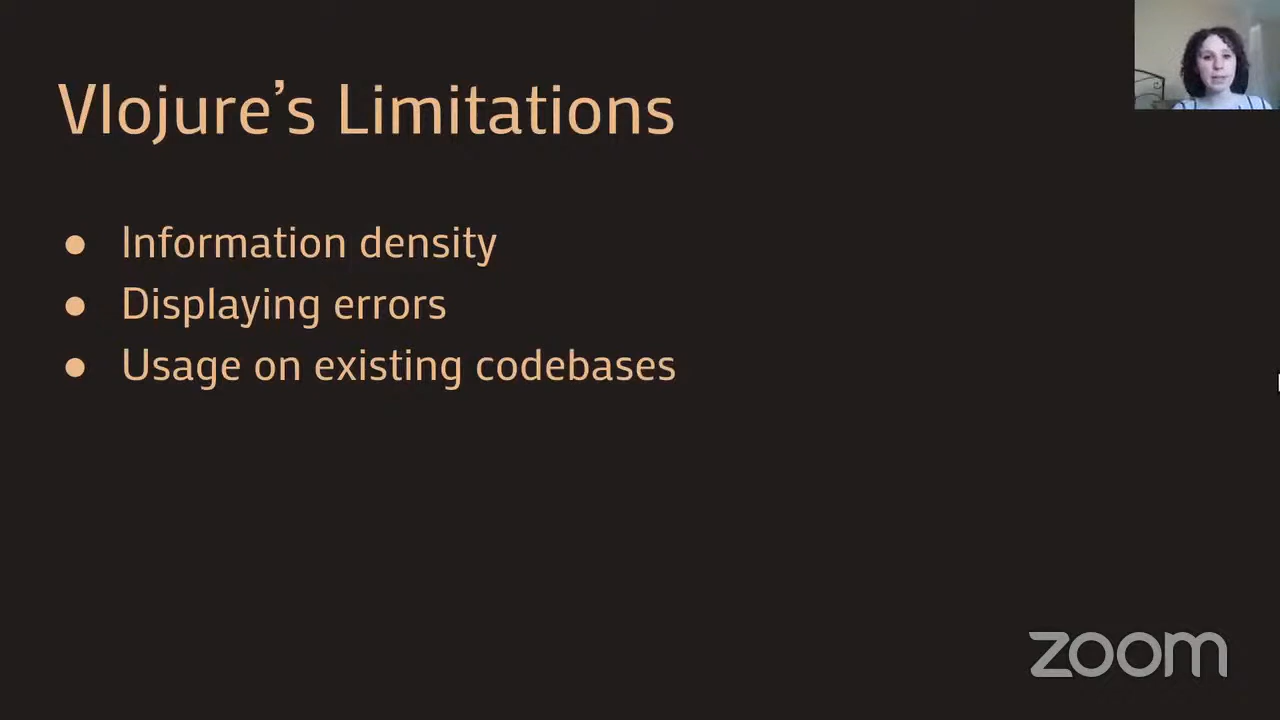 Vlojure’s Limitations
● Information density
● Displaying errors
● Usage on existing codebases
zoom